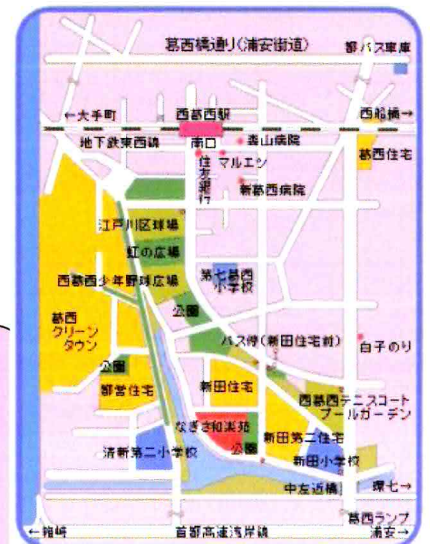 葛西橋通り(浦安街道)
都バス車庫
←大手町
西葛西駅
西船橋→
地下鉄東西線
南口
森山病院
葛西住宅
住友銀行
マルエツ
新葛西病院
江戸川区球場
虹の広場
西葛西少年野球広場
第七葛西
小学校
公園
葛西
クリーン
タウン
バス停(新田住宅前)
白子のり
公園
都営住宅
新田住宅
西葛西テニスコート
プールガーデン
なぎさ和楽苑
公園
新田第二住宅
清新第二小学校
新田小学校
中左近橋
環七→
葛西ランプ
←箱崎
首都高速湾岸線
浦安→